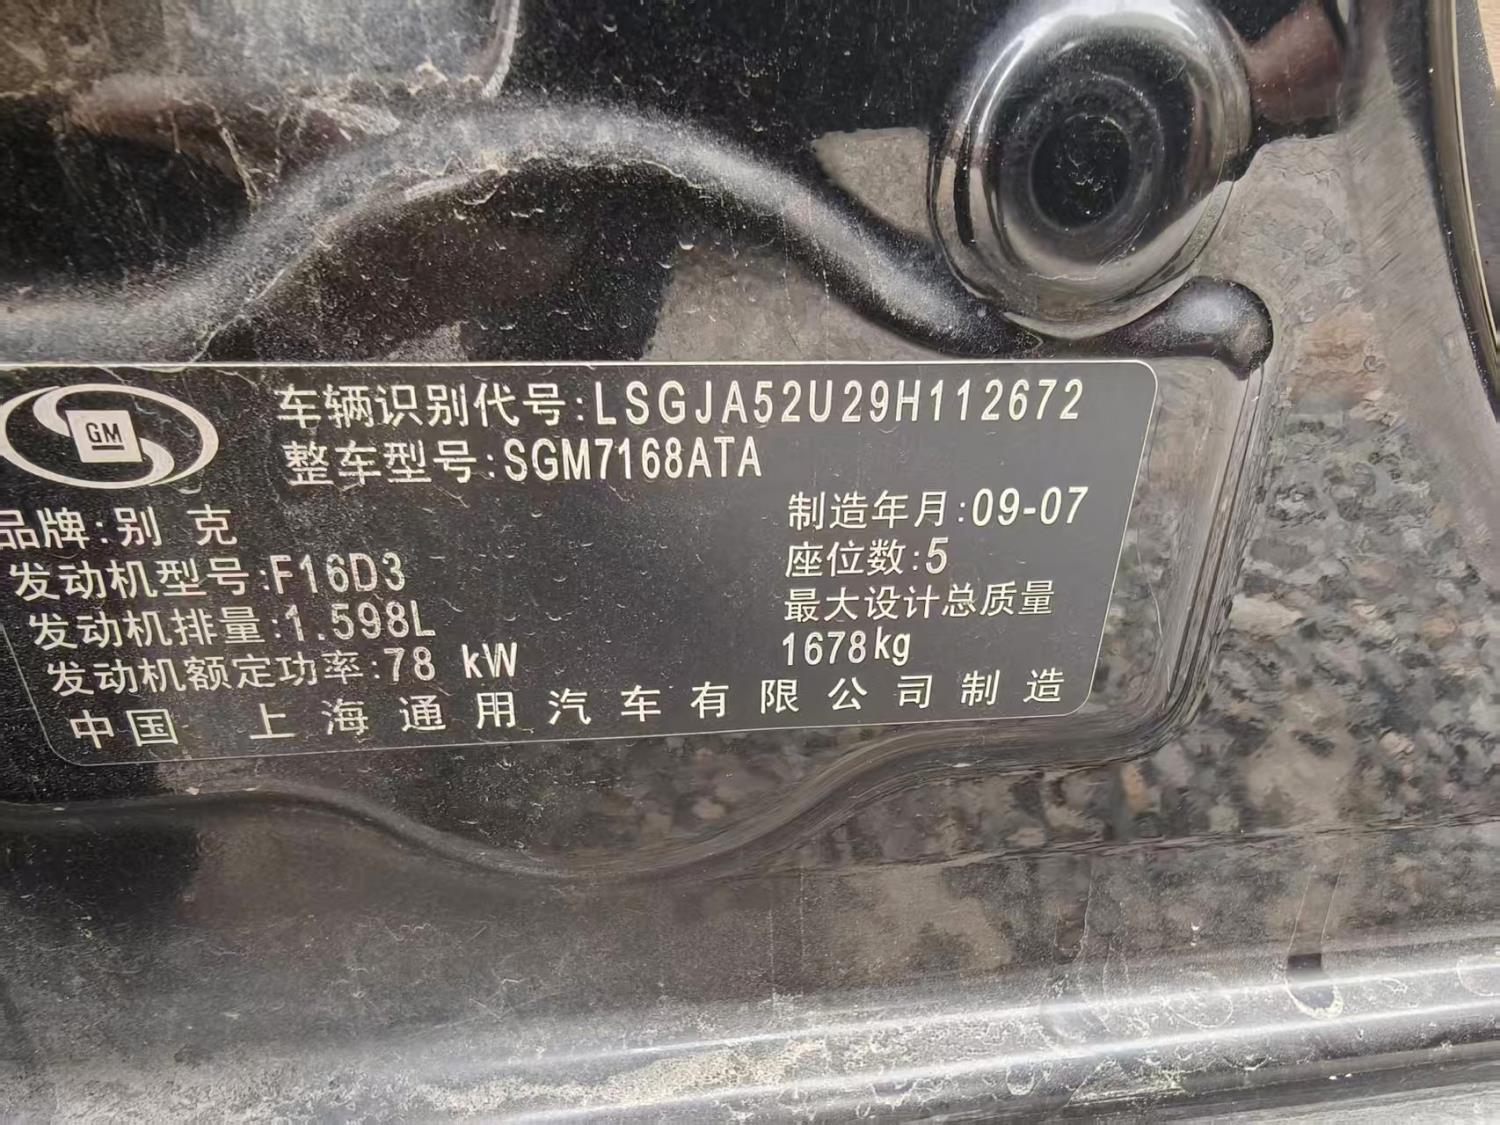 GM
车辆识别代号:LSGJA52U29H112672
整车型号:SGM7168ATA
品牌:别克
制造年月:09-07
发动机型号:F16D3
座位数:5
发动机排量:1.598L
最大设计总质量
1678kg
发动机额定功率:78 kW
中国 上海通用汽车有限公司制造